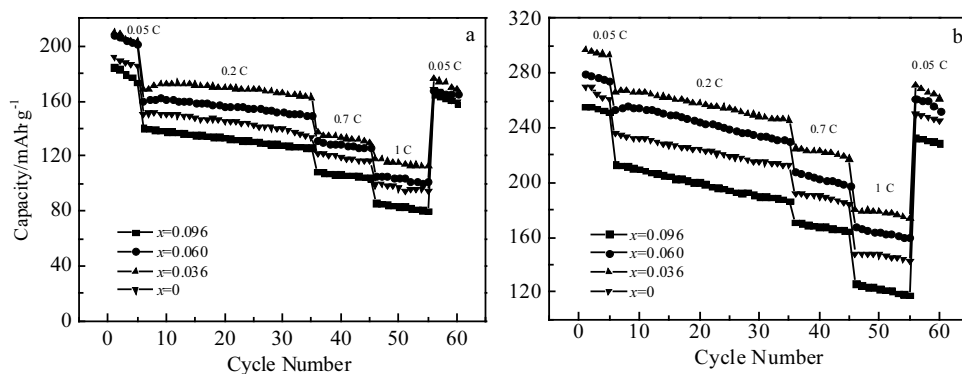 a
0.05 C
0.2 C
0.7 C
1 C
0.05 C
200
160
120
80
40
0
Capacity/mAh·g-1
x=0.096
x=0.060
x=0.036
x=0
0 10 20 30 40 50 60
Cycle Number
b
0.05 C
0.2 C
0.7 C
1 C
0.05 C
320
280
240
200
160
120
x=0.096
x=0.060
x=0.036
x=0
0 10 20 30 40 50 60
Cycle Number